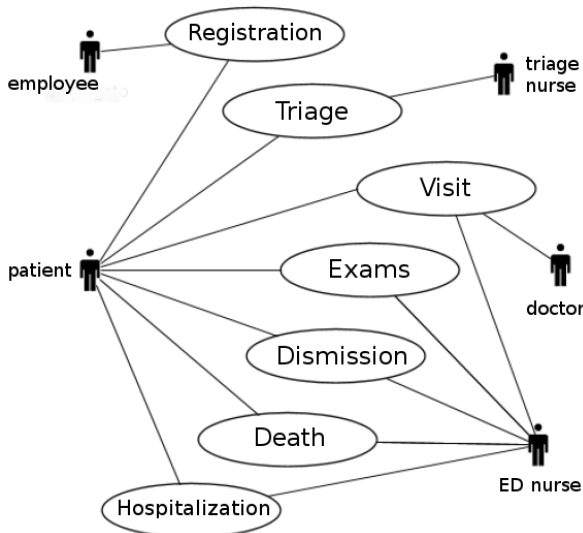 Registration
employee
triage
nurse
Triage
Visit
patient
Exams
doctor
Dismission
Death
ED nurse
Hospitalization